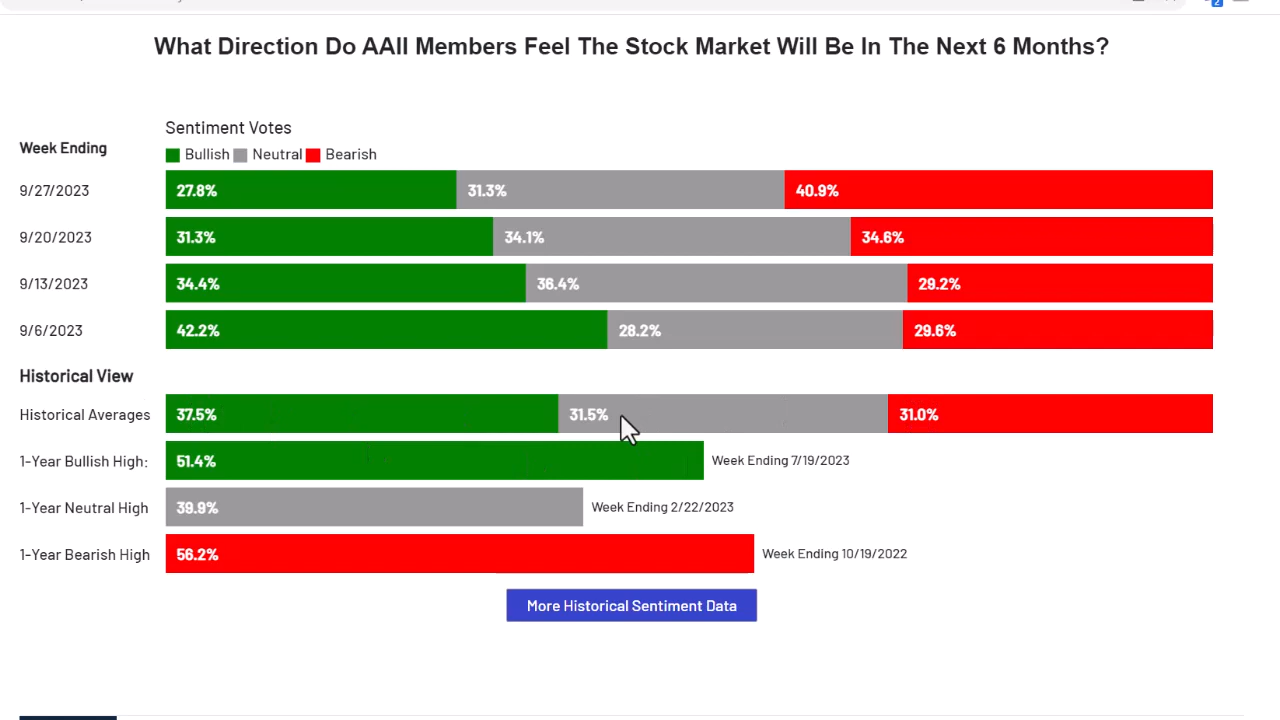 What Direction Do AAII Members Feel The Stock Market Will Be In The Next 6 Months?
Sentiment Votes
Week Ending
Bullish Neutral Bearish
9/27/2023 27.8% 31.3% 40.9%
9/20/2023 31.3% 34.1% 34.6%
9/13/2023 34.4% 36.4% 29.2%
9/6/2023 42.2% 28.2% 29.6%
Historical View
Historical Averages 37.5% 31.5% 31.0%
1-Year Bullish High: 51.4% Week Ending 7/19/2023
1-Year Neutral High 39.9% Week Ending 2/22/2023
1-Year Bearish High 56.2% Week Ending 10/19/2022
More Historical Sentiment Data